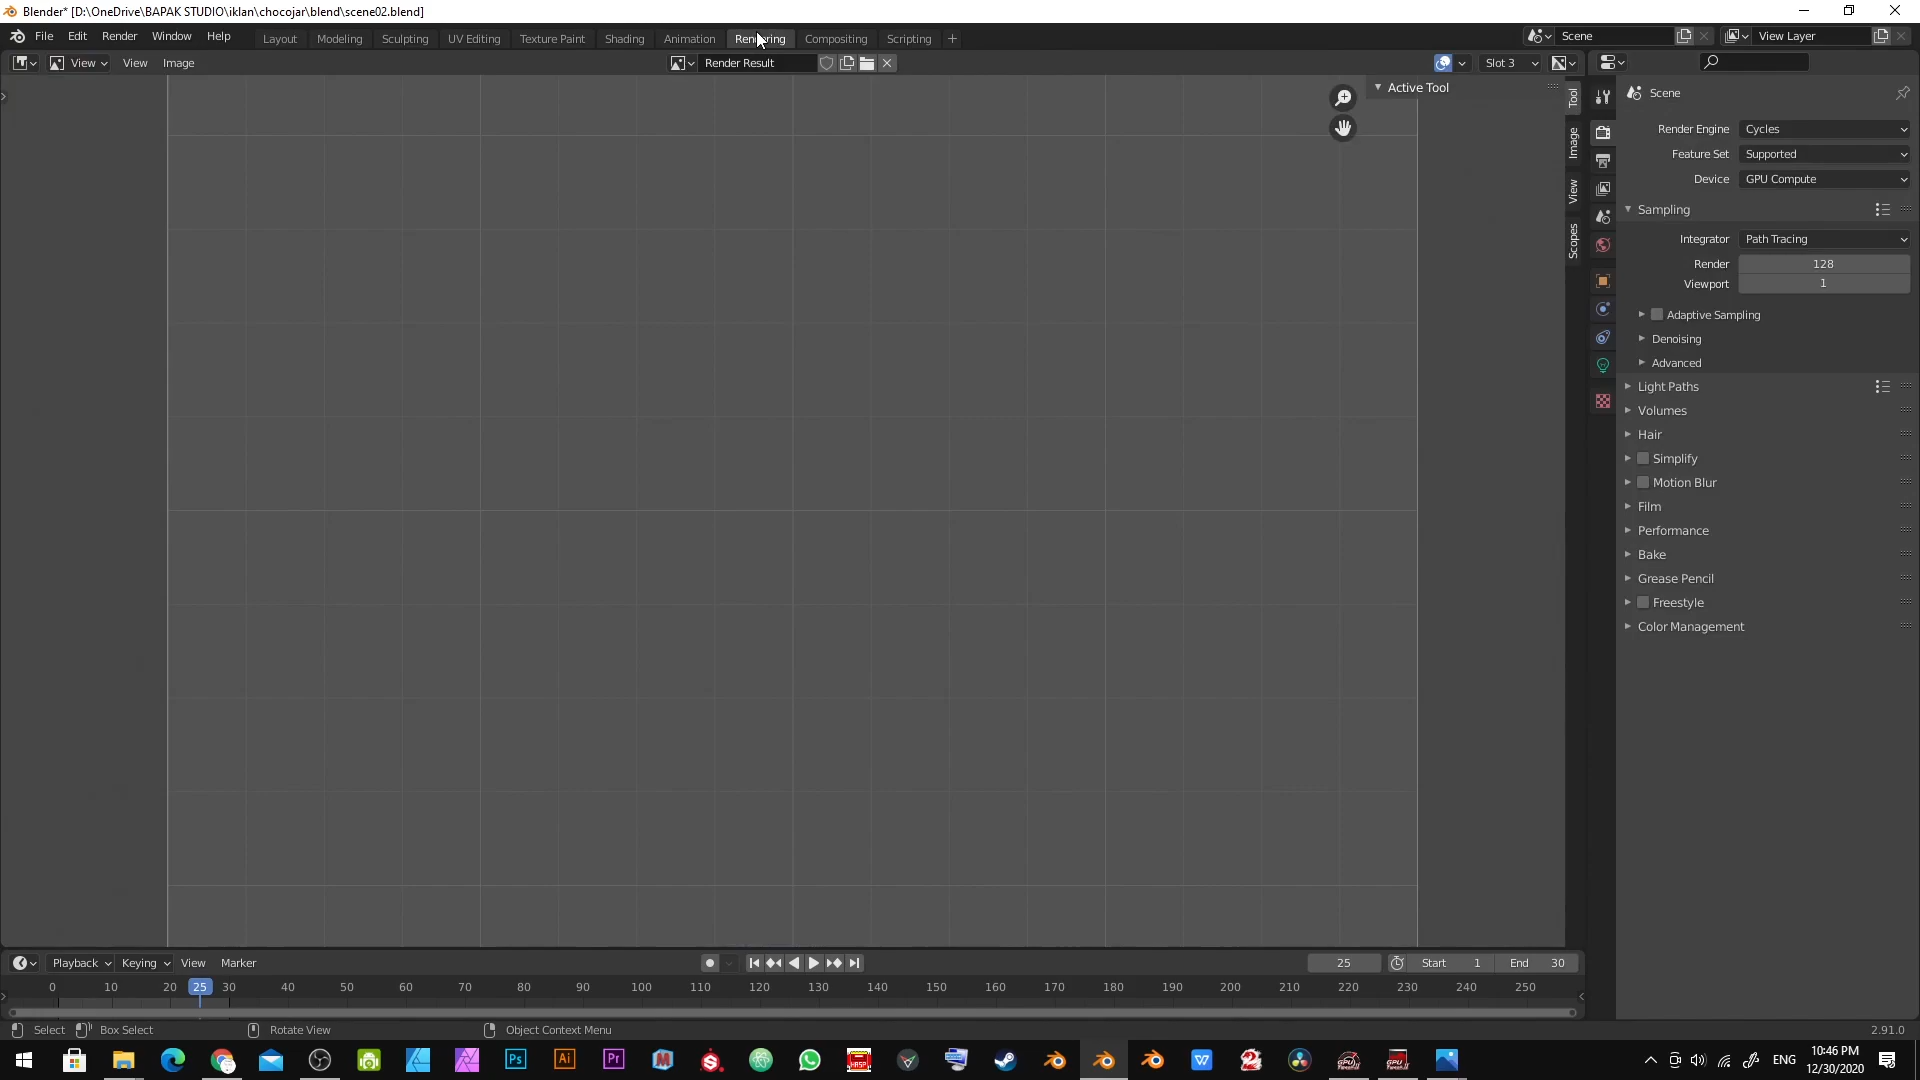 Blender* [D:\OneDrive\BAPAK STUDIO\iklan\chocojar\blend\scene02.blend]
File Edit Render Window Help Layout Modeling Sculpting UV Editing Texture Paint Shading Animation Rendering Compositing Scripting + Scene View Layer
View View Image Render Result Slot 3
Active Tool
Tool
Image
View
Scopes
Scene
Render Engine Cycles
Feature Set Supported
Device GPU Compute
Sampling
Integrator Path Tracing
Render 128
Viewport 1
Adaptive Sampling
Denoising
Advanced
Light Paths
Volumes
Hair
Simplify
Motion Blur
Film
Performance
Bake
Grease Pencil
Freestyle
Color Management
Playback Keying View Marker 25 Start 1 End 30
0 10 20 25 30 40 50 60 70 80 90 100 110 120 130 140 150 160 170 180 190 200 210 220 230 240 250
Select Box Select Rotate View Object Context Menu 2.91.0
Ps Ai Pr W ENG 10:46 PM
12/30/2020